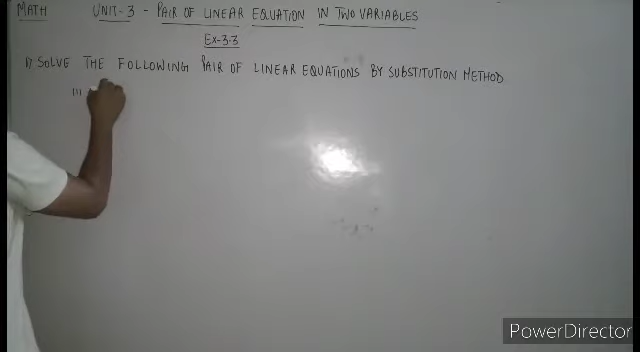 MATH UNIT-3 - PAIR OF LINEAR EQUATION IN TWO VARIABLES
Ex-3.3
1) SOLVE THE FOLLOWING PAIR OF LINEAR EQUATIONS BY SUBSTITUTION METHOD
PowerDirector